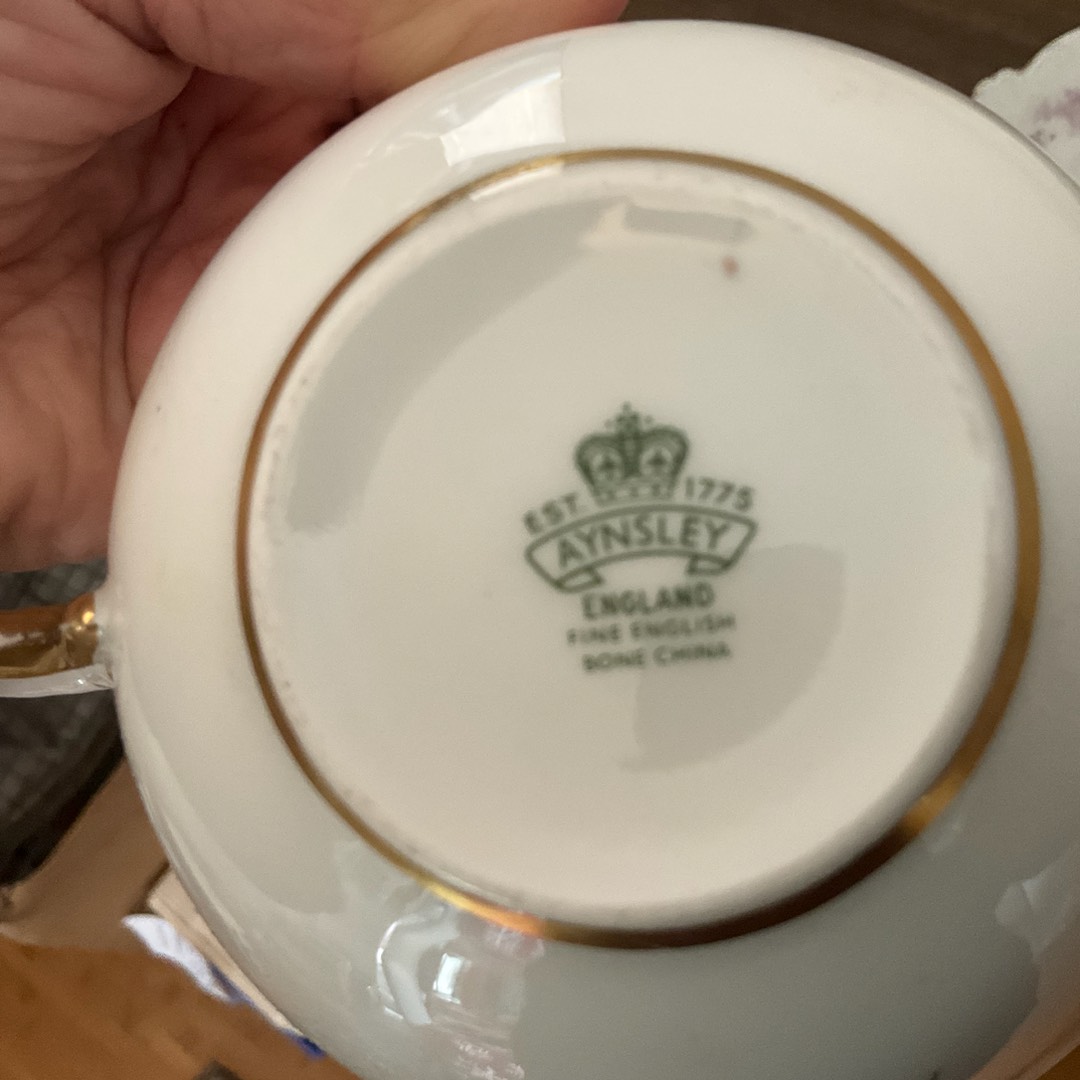 EST. 1775
AYNSLEY
ENGLAND
FINE ENGLISH
BONE CHINA